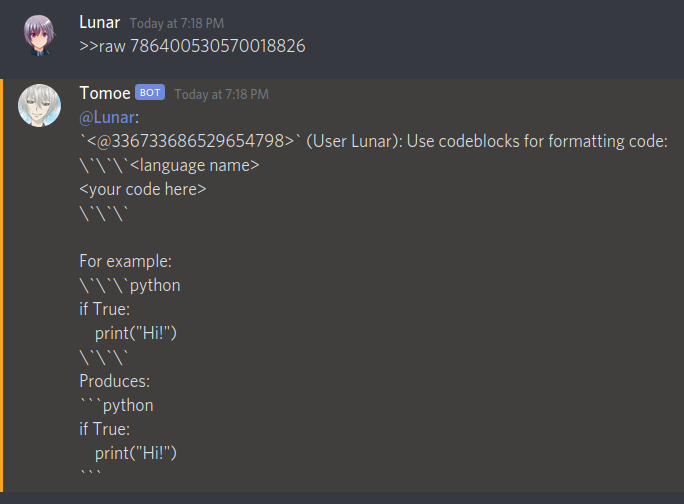 Lunar Today at 7:18 PM
>>raw 786400530570018826
Tomoe BOT Today at 7:18 PM
@Lunar:
`<@336733686529654798>` (User Lunar): Use codeblocks for formatting code:
\`\`\`<language name>
<your code here>
\`\`\`
For example:
\`\`\`python
if True:
    print("Hi!")
\`\`\`
Produces:
```python
if True:
    print("Hi!")
```